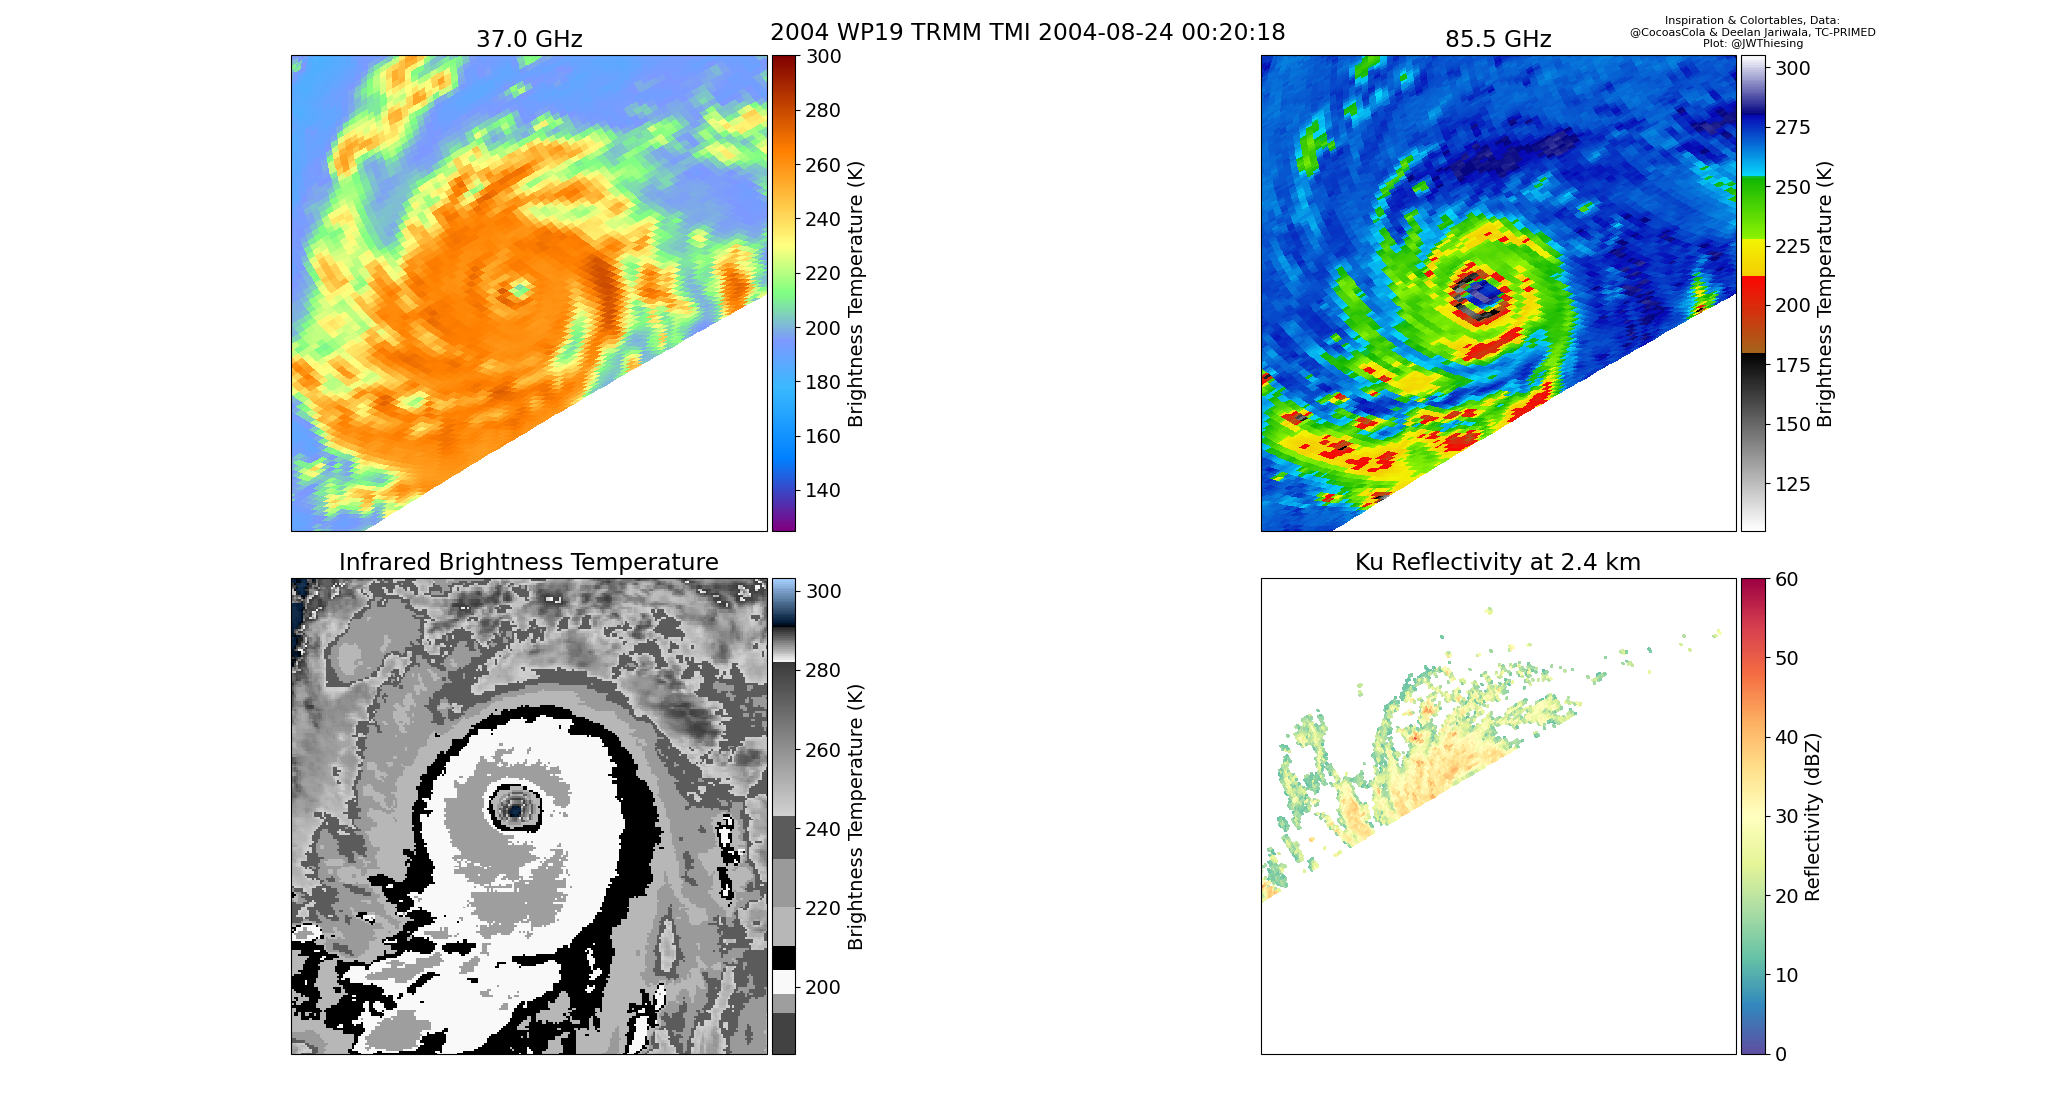 2004 WP19 TRMM TMI 2004-08-24 00:20:18
Inspiration & Colortables, Data:
@CocoasCola & Deelan Jariwala, TC-PRIMED
Plot: @JWThiesing
37.0 GHz
300
280
260
240
220
200
180
160
140
Brightness Temperature (K)
85.5 GHz
300
275
250
225
200
175
150
125
Brightness Temperature (K)
Infrared Brightness Temperature
300
280
260
240
220
200
Brightness Temperature (K)
Ku Reflectivity at 2.4 km
60
50
40
30
20
10
0
Reflectivity (dBZ)